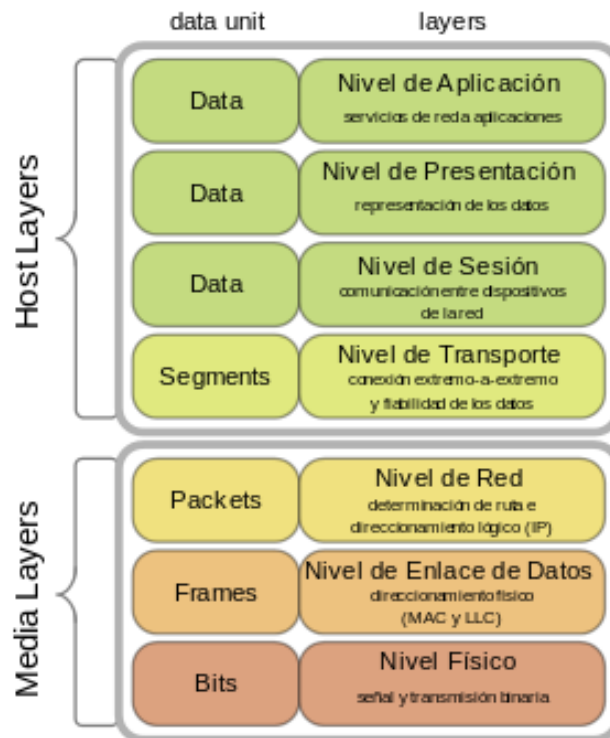 data unit layers
Host Layers
Data Nivel de Aplicación
servicios de red a aplicaciones
Data Nivel de Presentación
representación de los datos
Data Nivel de Sesión
comunicación entre dispositivos
de la red
Segments Nivel de Transporte
conexión extremo-a-extremo
y fiabilidad de los datos
Media Layers
Packets Nivel de Red
determinación de ruta e
direccionamiento lógico (IP)
Frames Nivel de Enlace de Datos
direccionamiento físico
(MAC y LLC)
Bits Nivel Físico
señal y transmisión binaria